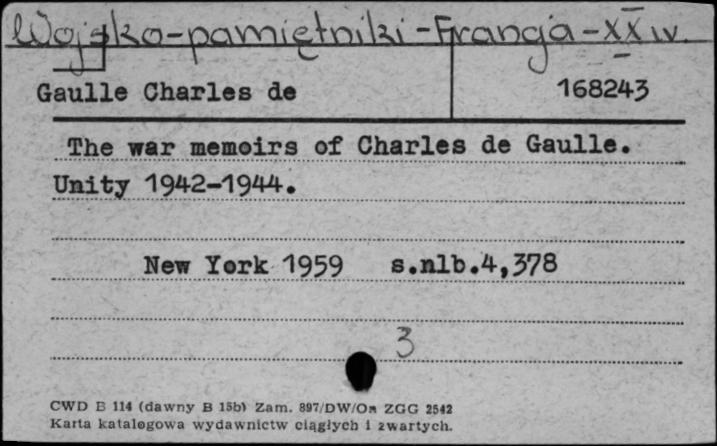 Wojsko-pamiętniki-Francja-XX w.
Gaulle Charles de 168243
The war memoirs of Charles de Gaulle.
Unity 1942-1944.
New York 1959 s.nlb.4,378
3
CWD B 114 (dawny B 15b) Zam. 897/DW/On ZGG 2542
Karta katalogowa wydawnictw ciągłych i zwartych.